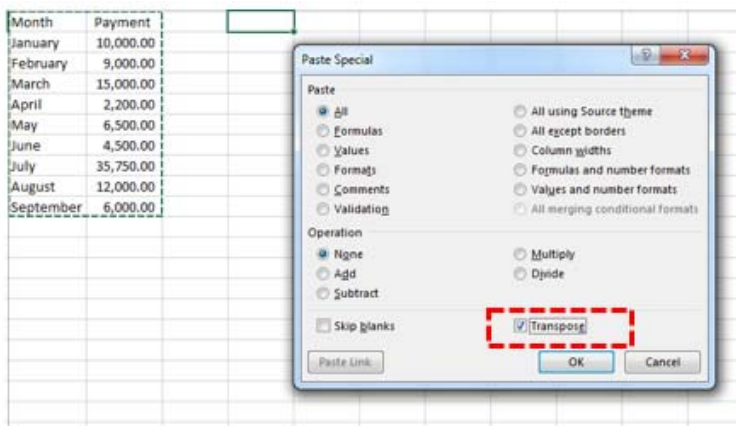 Month Payment
January 10,000.00
February 9,000.00
March 15,000.00
April 2,200.00
May 6,500.00
June 4,500.00
July 35,750.00
August 12,000.00
September 6,000.00
Paste Special
Paste
All All using Source theme
Formulas All except borders
Values Column widths
Formats Formulas and number formats
Comments Values and number formats
Validation All merging conditional formats
Operation
None Multiply
Add Divide
Subtract
Skip blanks Transpose
Paste Link OK Cancel